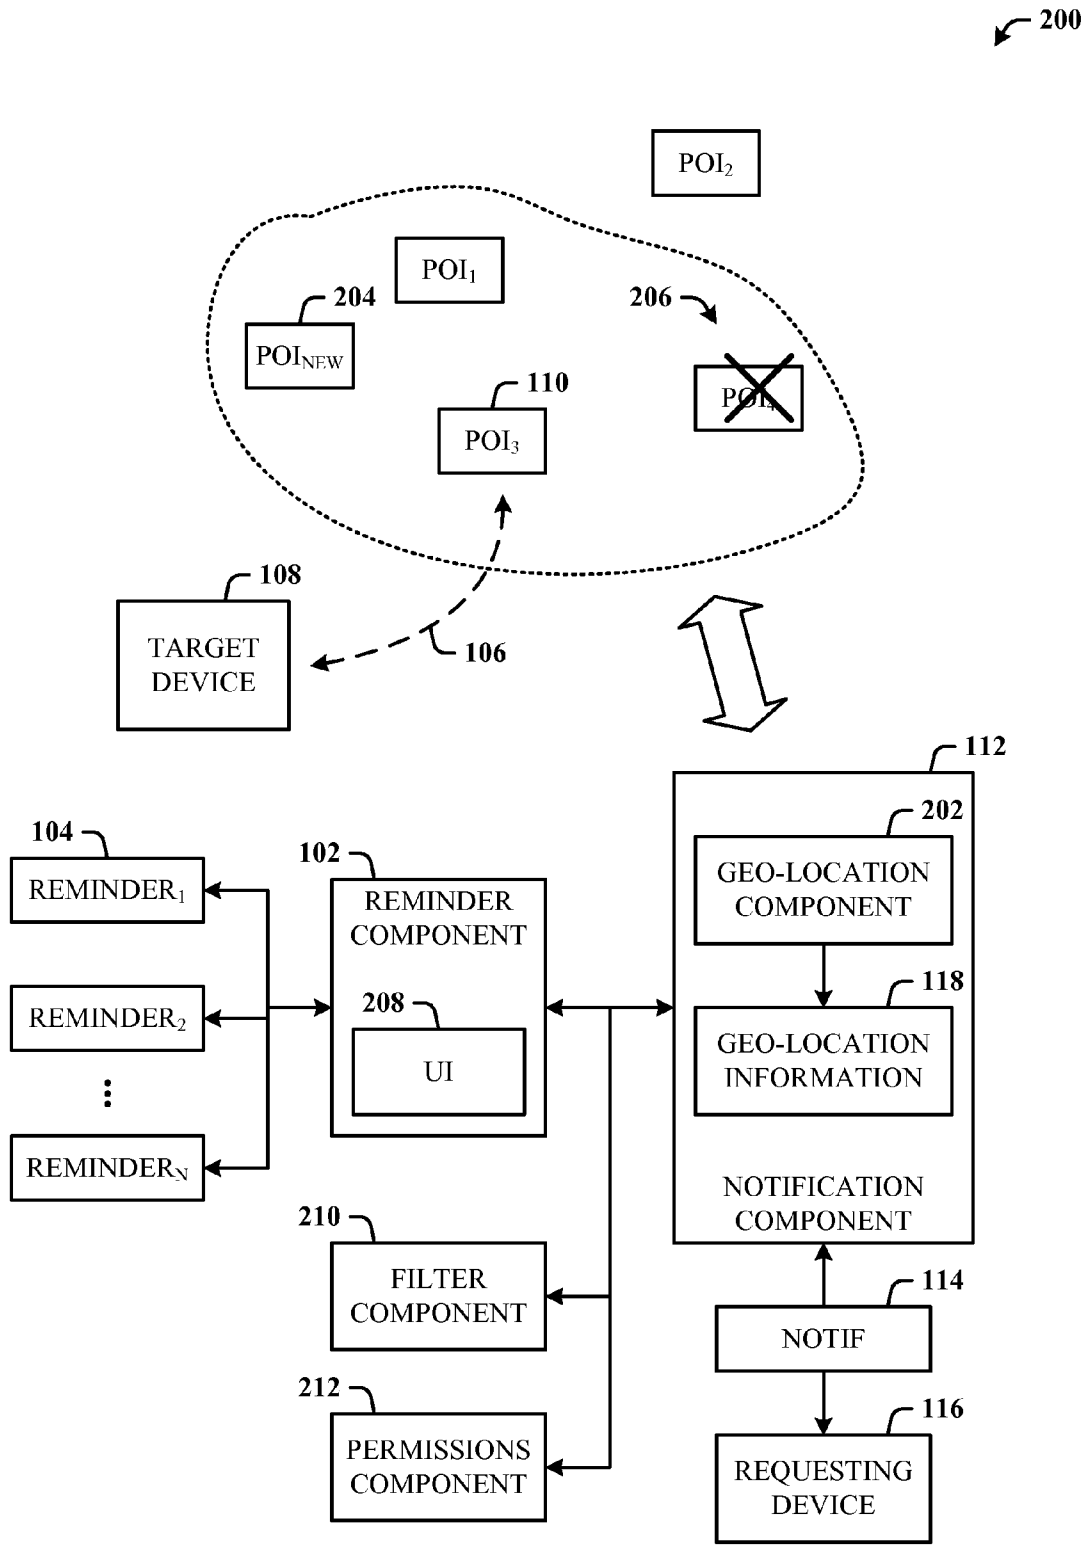 200
POI2
POI1
204
206
POINEW
POI4
110
POI3
108
TARGET
DEVICE
106
112
202
104
102
GEO-LOCATION
COMPONENT
REMINDER1
REMINDER
COMPONENT
118
208
REMINDER2
UI
GEO-LOCATION
INFORMATION
REMINDERN
NOTIFICATION
COMPONENT
210
FILTER
COMPONENT
114
NOTIF
212
PERMISSIONS
COMPONENT
116
REQUESTING
DEVICE